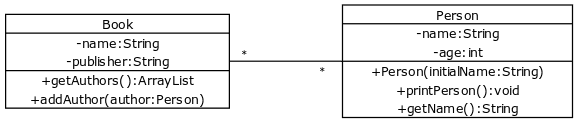 Book
-name:String
-publisher:String
+getAuthors():ArrayList
+addAuthor(author:Person)
*
*
Person
-name:String
-age:int
+Person(initialName:String)
+printPerson():void
+getName():String